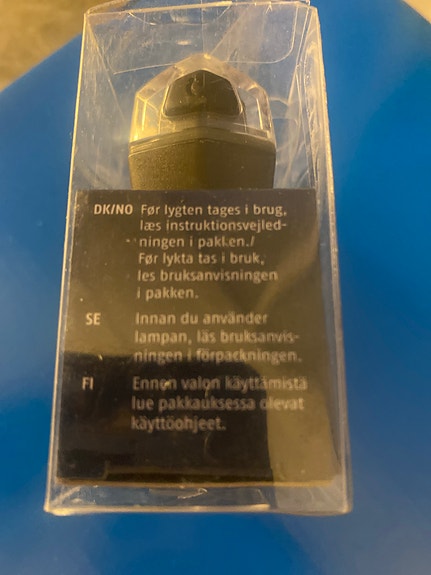 DK/NO Før lygten tages i brug,
læs instruktionsvejled-
ningen i pakken./
Før lykta tas i bruk,
les bruksanvisningen
i pakken.
SE Innan du använder
lampan, läs bruksanvis-
ningen i förpackningen.
FI Ennen valon käyttämistä
lue pakkauksessa olevat
käyttöohjeet.